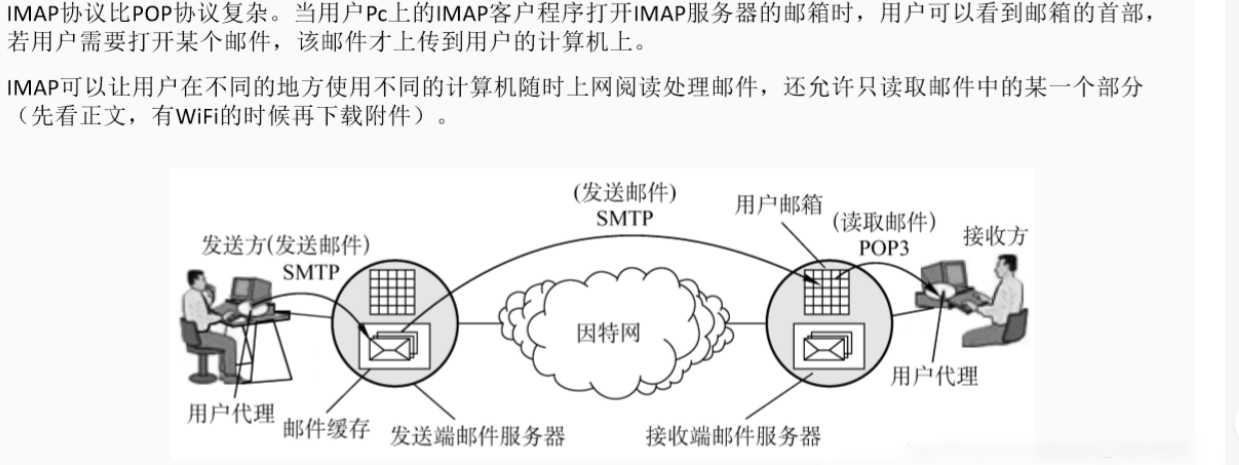 IMAP协议比POP协议复杂。当用户Pc上的IMAP客户程序打开IMAP服务器的邮箱时，用户可以看到邮箱的首部，
若用户需要打开某个邮件，该邮件才上传到用户的计算机上。
IMAP可以让用户在不同的地方使用不同的计算机随时上网阅读处理邮件，还允许只读取邮件中的某一个部分
（先看正文，有WiFi的时候再下载附件）。
(发送邮件)
SMTP
用户邮箱
(读取邮件)
POP3
接收方
发送方(发送邮件)
SMTP
因特网
用户代理
用户代理
邮件缓存
发送端邮件服务器
接收端邮件服务器